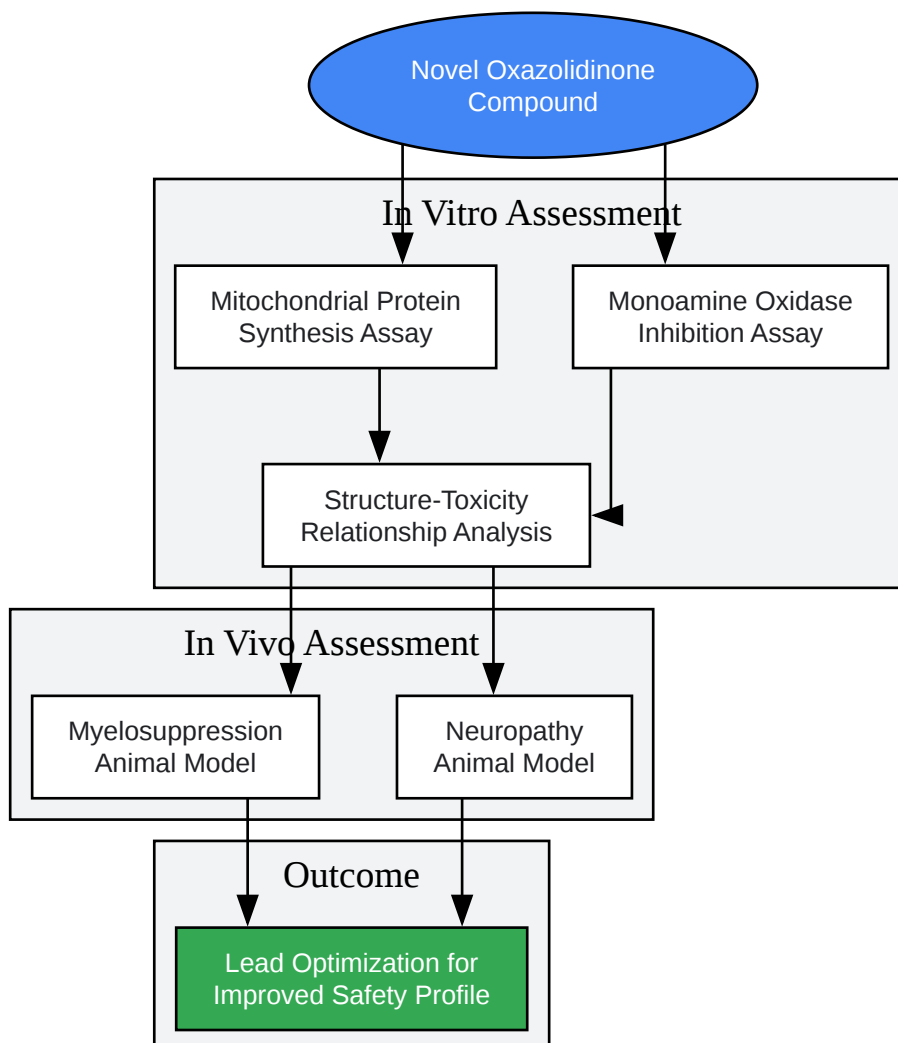 Novel Oxazolidinone
Compound
In Vitro Assessment
Mitochondrial Protein
Synthesis Assay
Monoamine Oxidase
Inhibition Assay
Structure-Toxicity
Relationship Analysis
In Vivo Assessment
Myelosuppression
Animal Model
Neuropathy
Animal Model
Outcome
Lead Optimization for
Improved Safety Profile